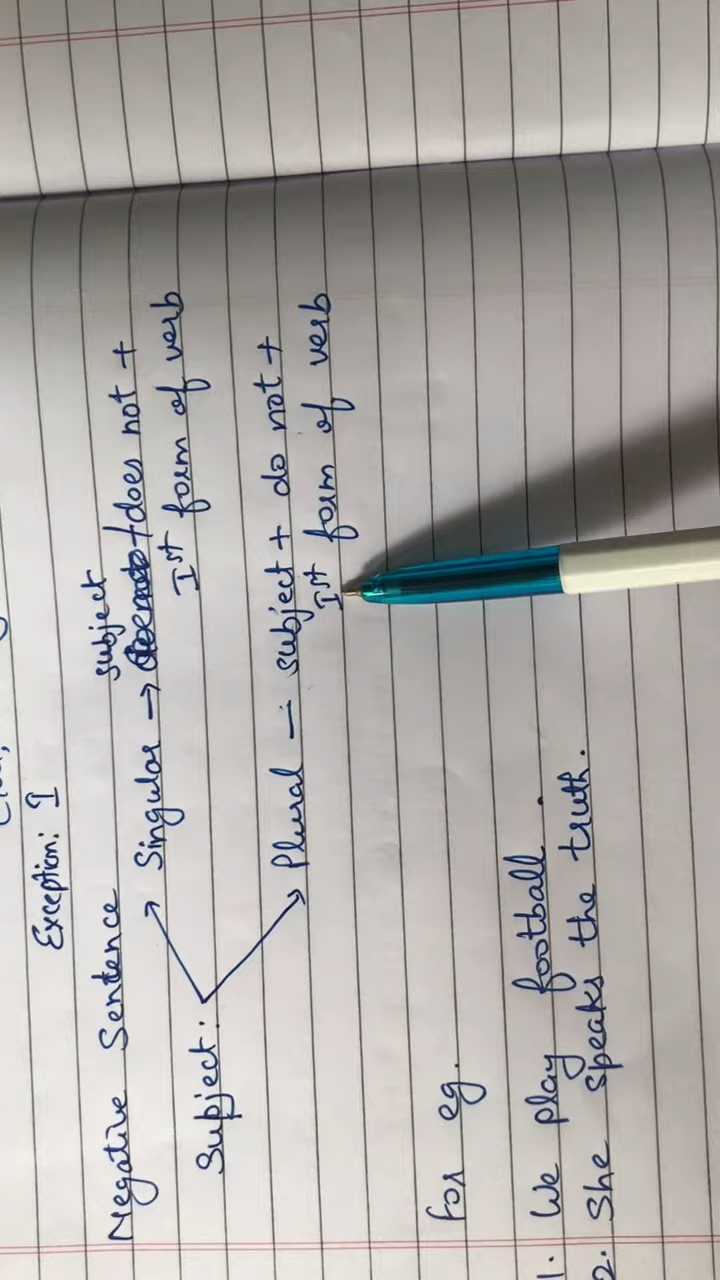 Exception: I
Negative Sentence
subject
Singular → + does not +
Ist form of verb
Subject:
Plural — subject + do not +
Ist form of verb
for eg.
1. We play football.
2. She speaks the truth.